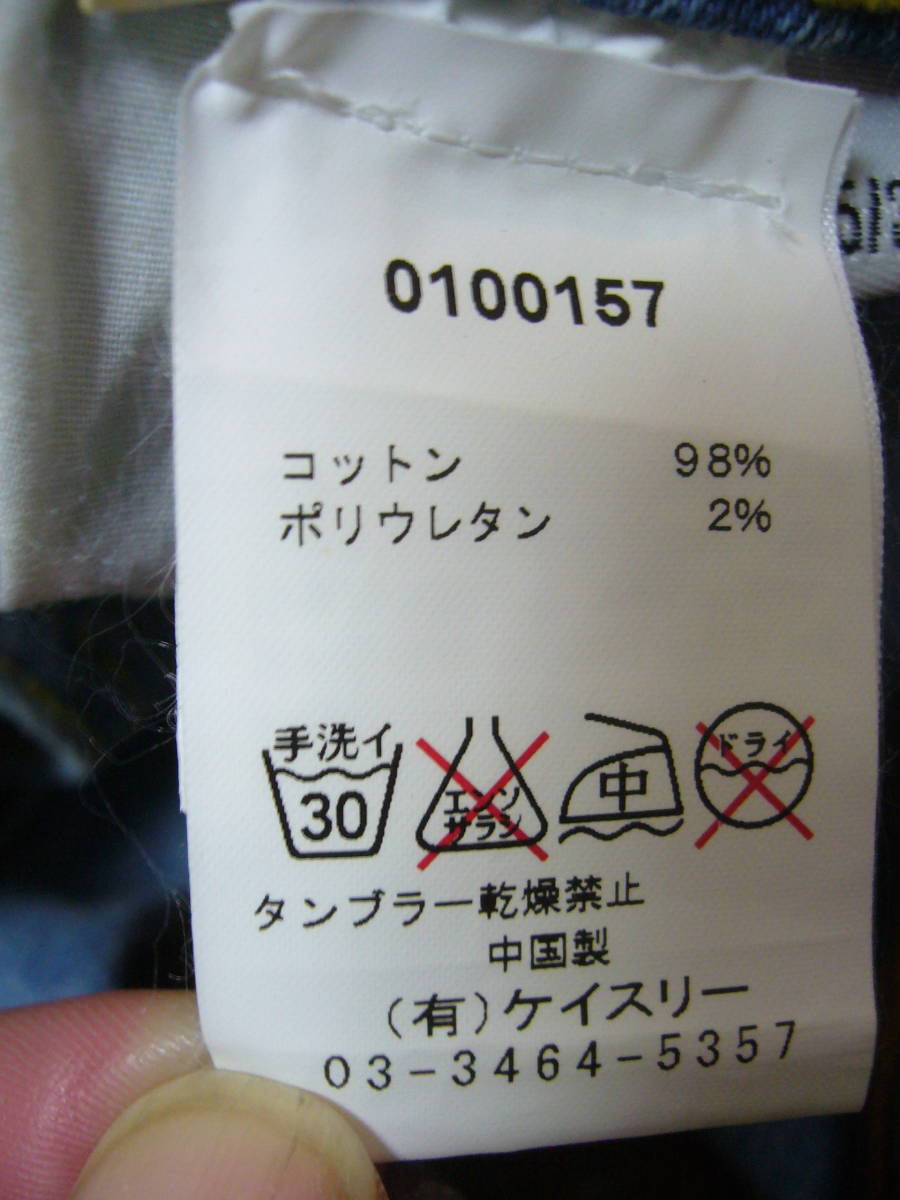 0100157
コットン 98%
ポリウレタン 2%
手洗イ
30
エンソ
サラシ
中
ドライ
タンブラー乾燥禁止
中国製
(有)ケイスリー
03-3464-5357